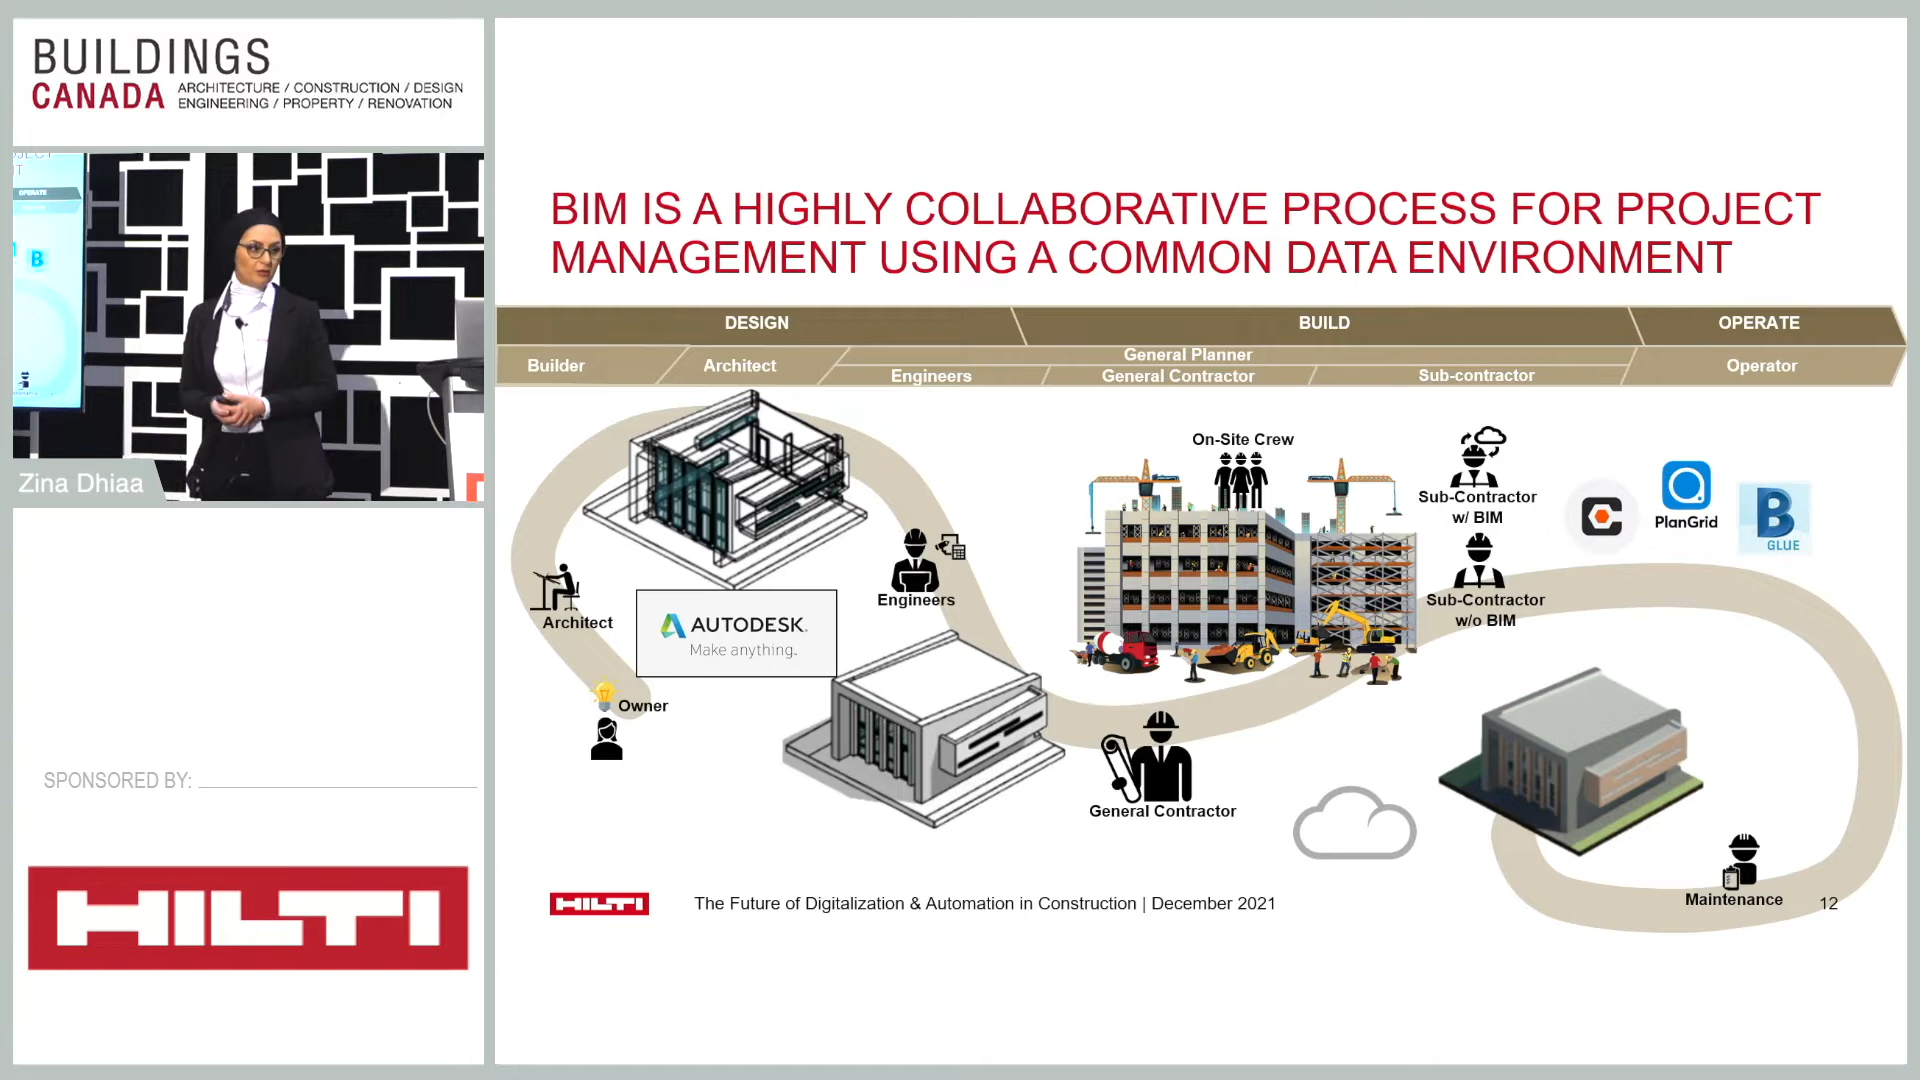 BUILDINGS
CANADA
ARCHITECTURE / CONSTRUCTION / DESIGN
ENGINEERING / PROPERTY / RENOVATION
OPERATE
B
Zina Dhiaa
SPONSORED BY:
HILTI
BIM IS A HIGHLY COLLABORATIVE PROCESS FOR PROJECT
MANAGEMENT USING A COMMON DATA ENVIRONMENT
DESIGN
BUILD
OPERATE
Builder
Architect
General Planner
Engineers
General Contractor
Sub-contractor
Operator
On-Site Crew
Sub-Contractor
w/ BIM
Sub-Contractor
w/o BIM
PlanGrid
B
GLUE
Engineers
Architect
AUTODESK.
Make anything.
Owner
General Contractor
Maintenance
HILTI
The Future of Digitalization & Automation in Construction | December 2021
12